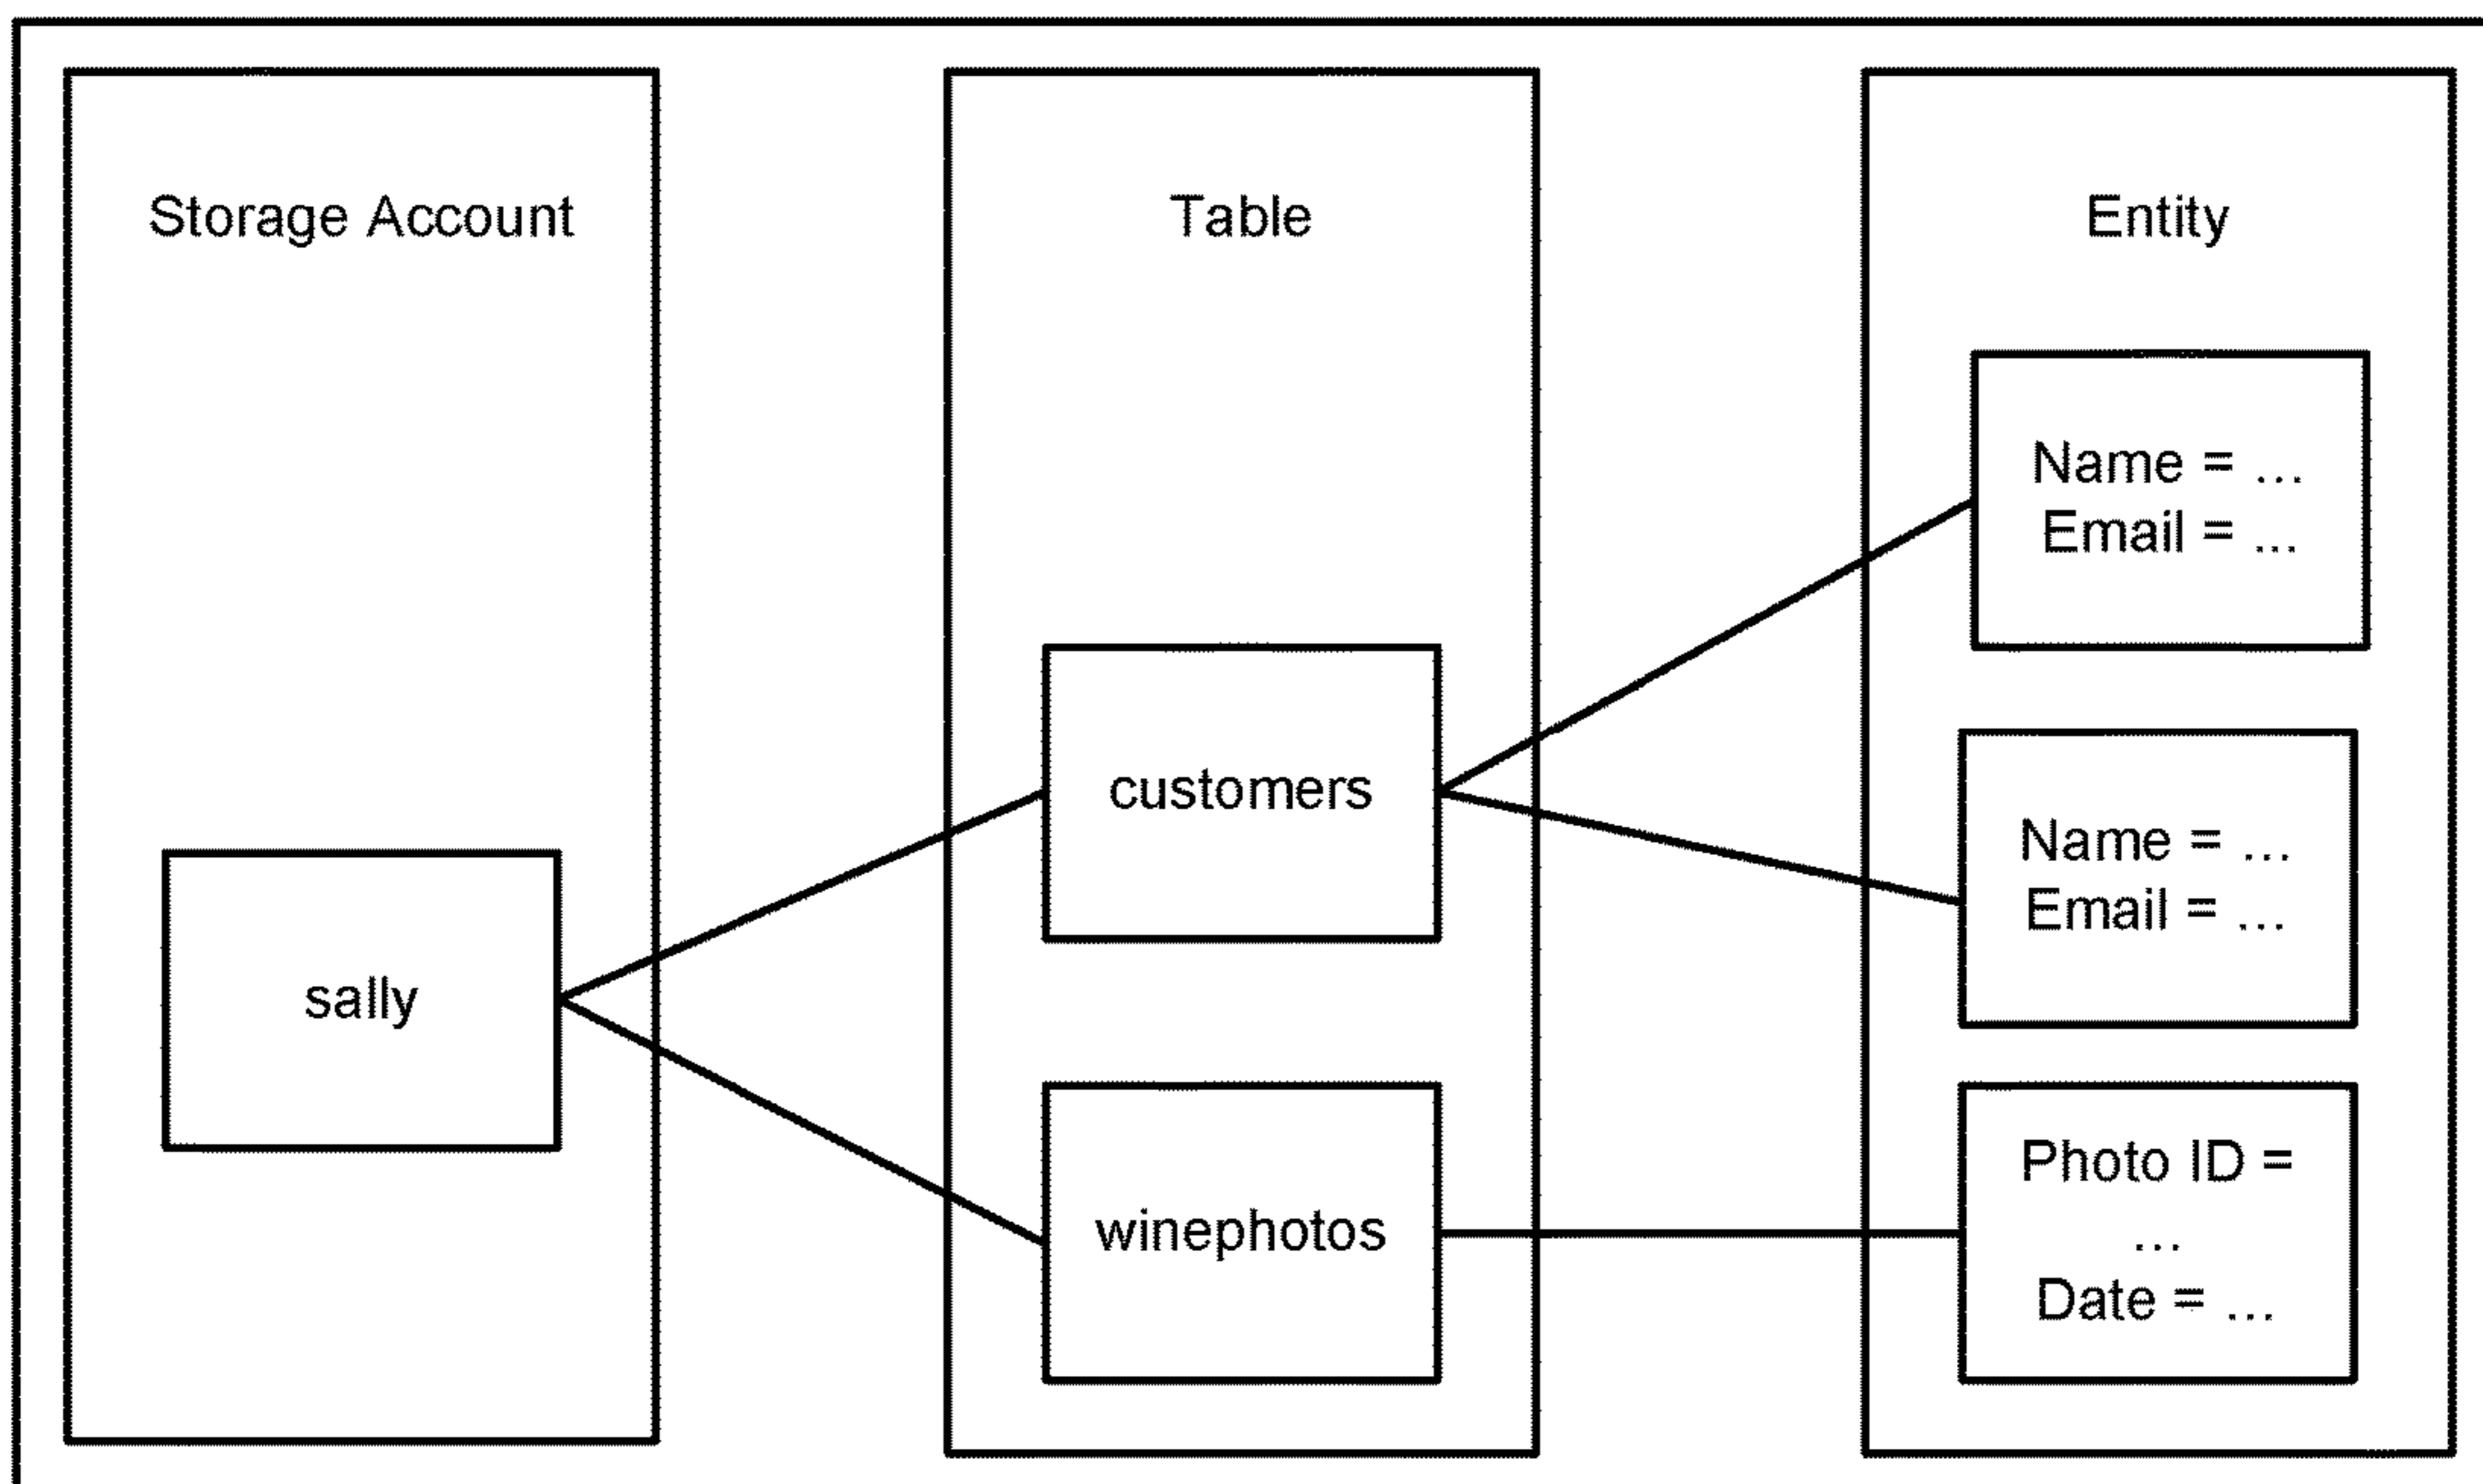 Storage Account
sally
Table
customers
winephotos
Entity
Name = ...
Email = ...
Name = ...
Email = ...
Photo ID =
...
Date = ...